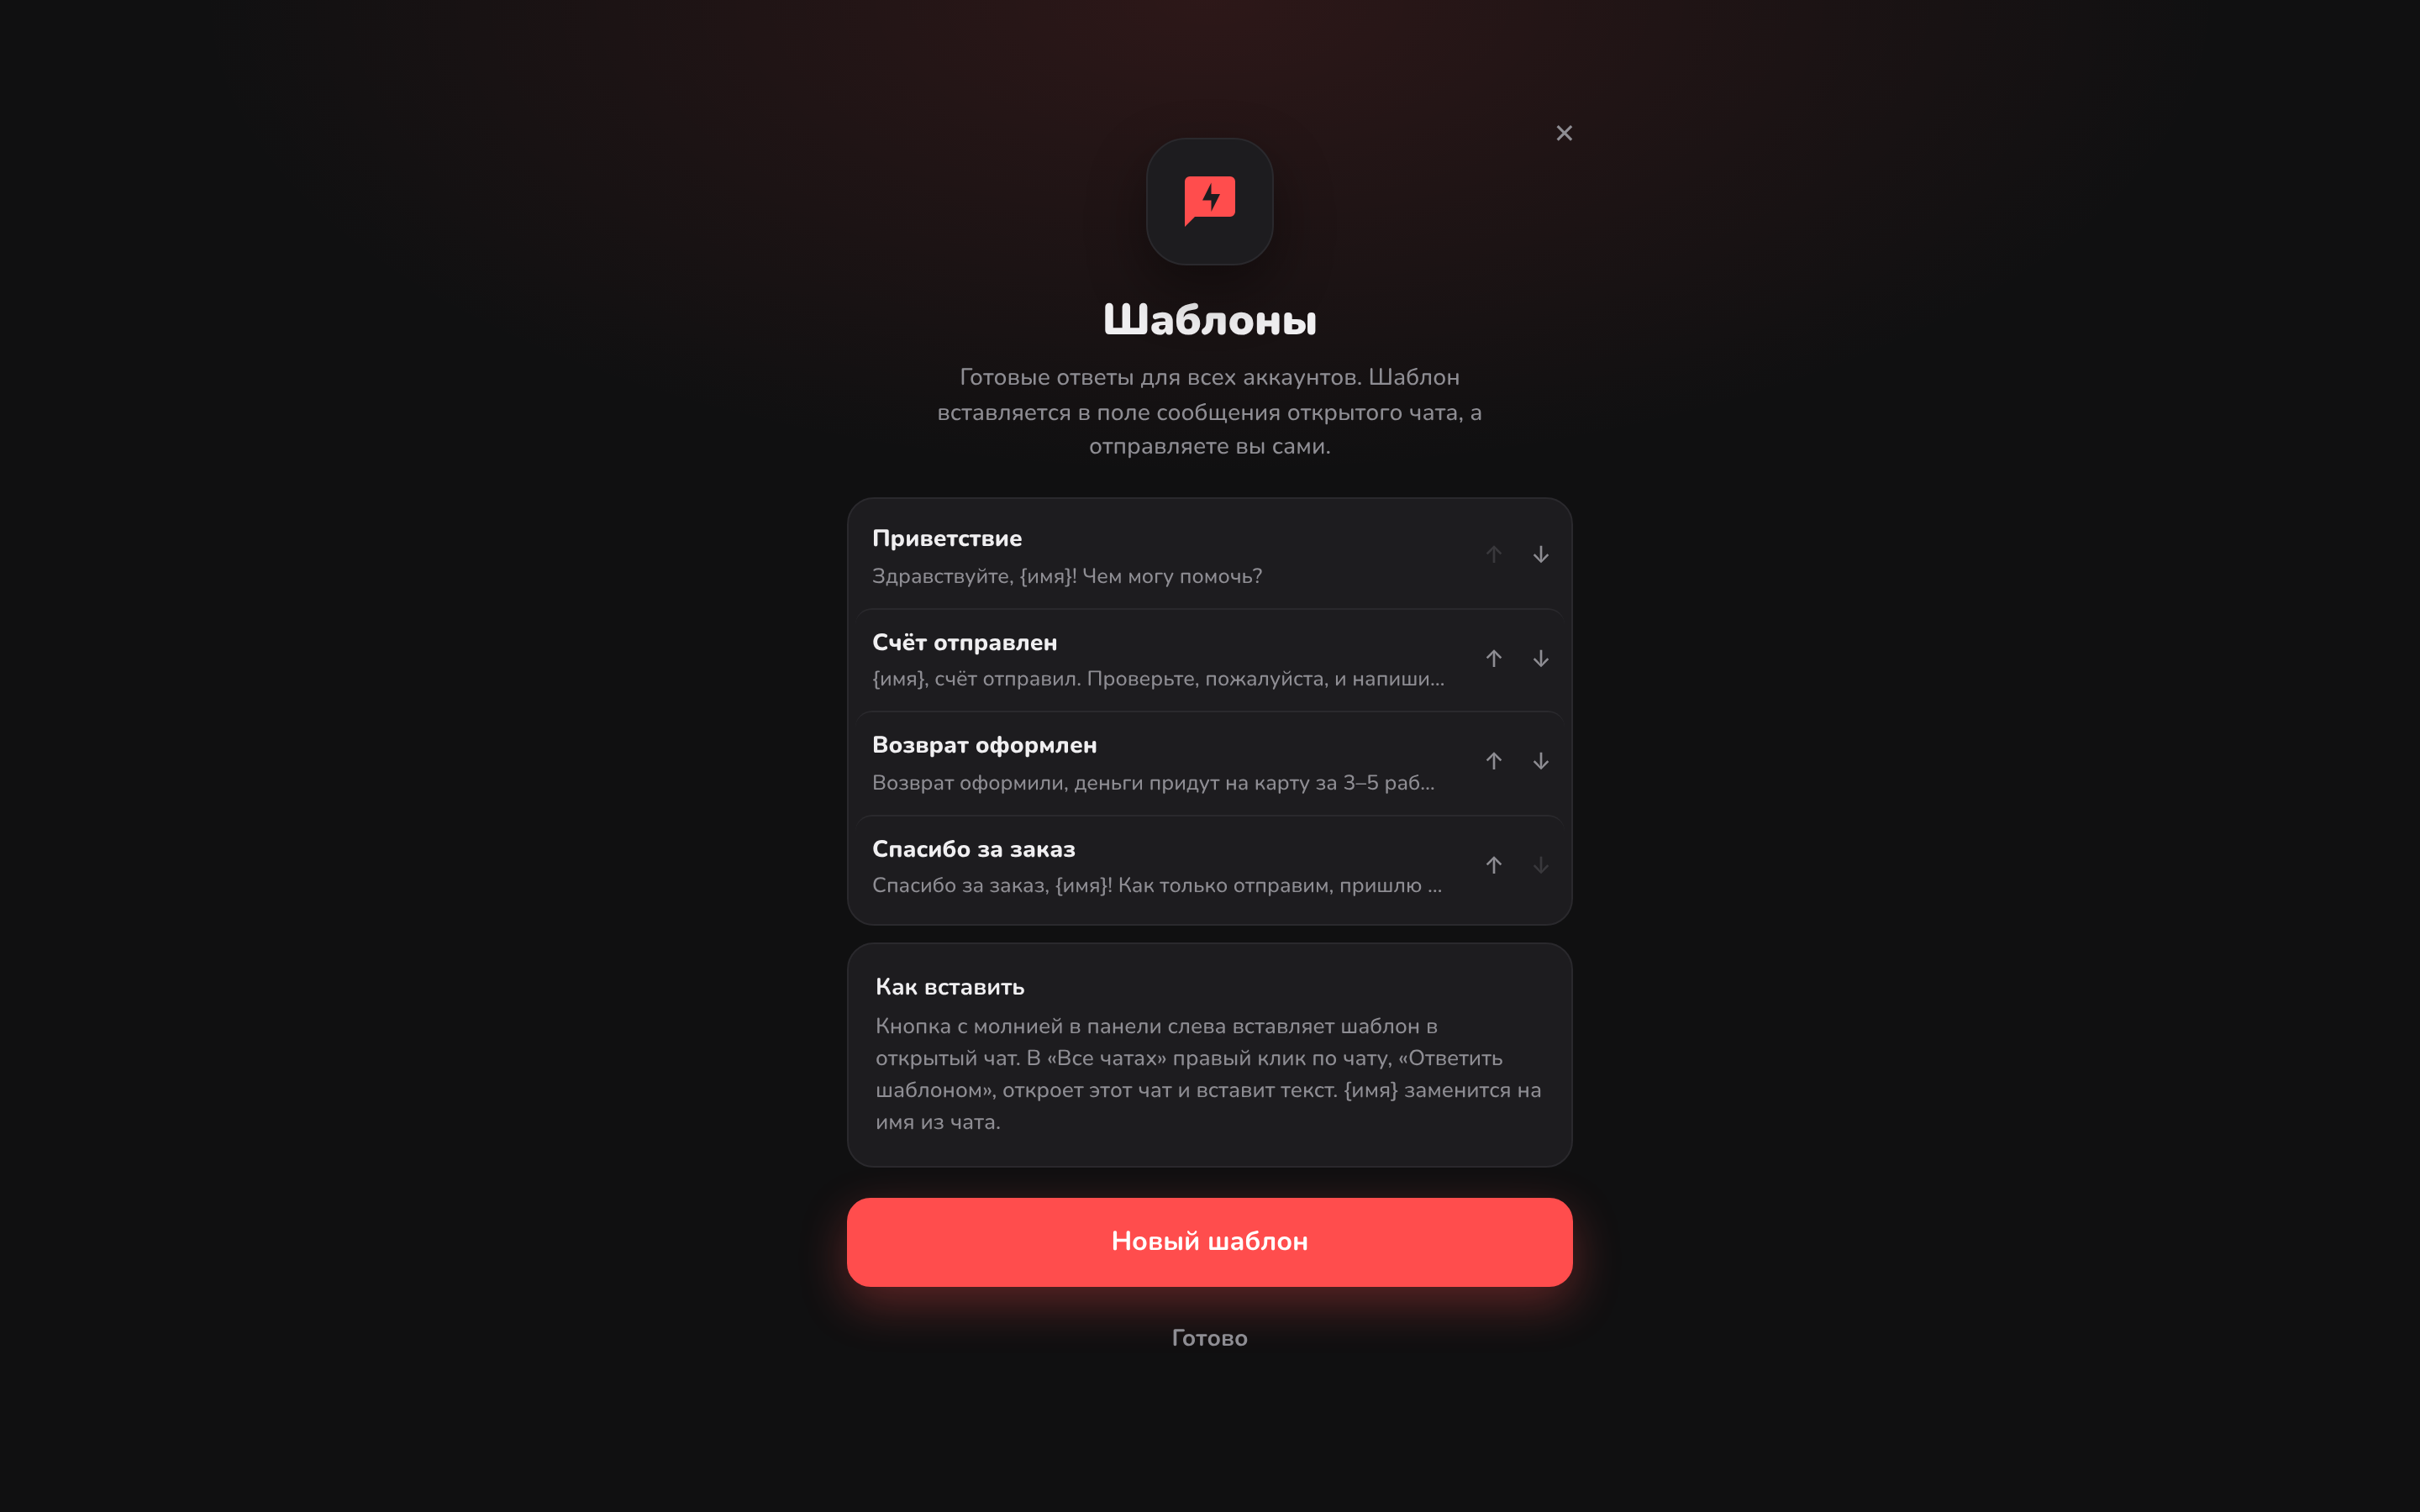 Шаблоны
Готовые ответы для всех аккаунтов. Шаблон
вставляется в поле сообщения открытого чата, а
отправляете вы сами.
Приветствие
Здравствуйте, {имя}! Чем могу помочь?
Счёт отправлен
{имя}, счёт отправил. Проверьте, пожалуйста, и напиши...
Возврат оформлен
Возврат оформили, деньги придут на карту за 3–5 раб...
Спасибо за заказ
Спасибо за заказ, {имя}! Как только отправим, пришлю ...
Как вставить
Кнопка с молнией в панели слева вставляет шаблон в
открытый чат. В «Все чатах» правый клик по чату, «Ответить
шаблоном», откроет этот чат и вставит текст. {имя} заменится на
имя из чата.
Новый шаблон
Готово